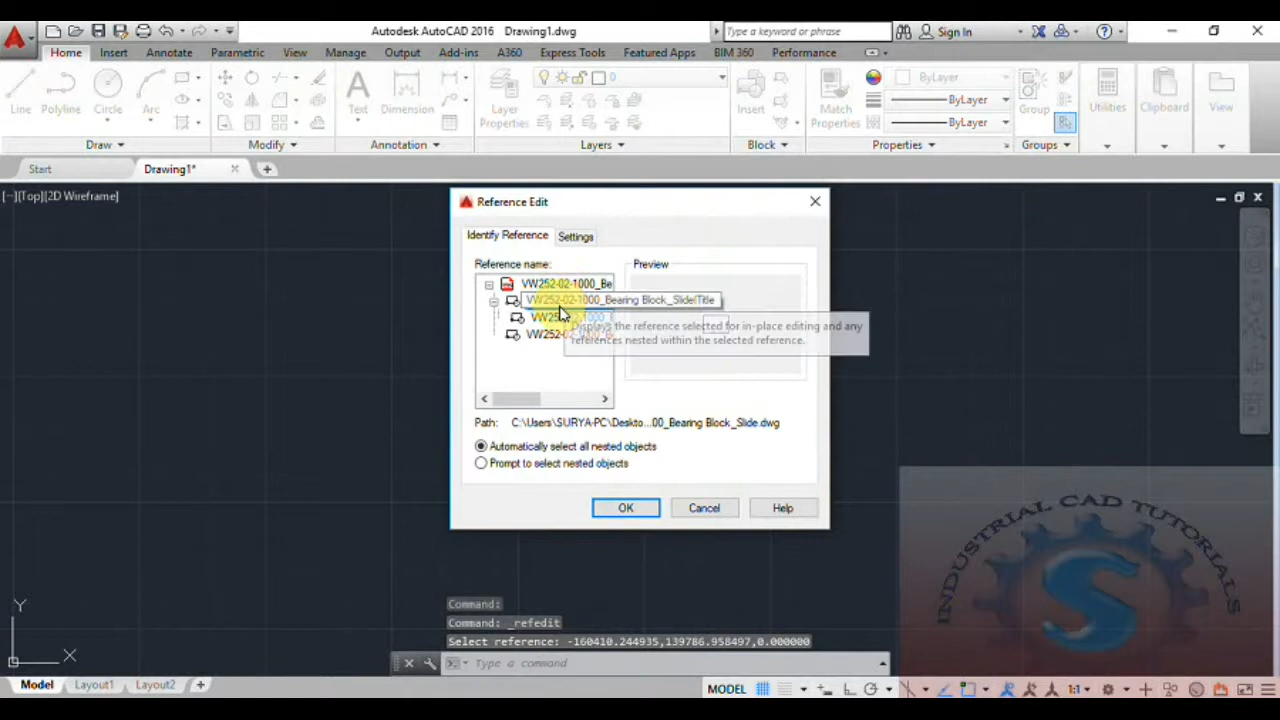 Autodesk AutoCAD 2016 Drawing1.dwg
Type a keyword or phrase
Sign In
Home Insert Annotate Parametric View Manage Output Add-ins A360 Express Tools Featured Apps BIM 360 Performance
0
ByLayer
Line Polyline Circle Arc
Text Dimension
Layer Properties
Insert
Match Properties
ByLayer
ByLayer
Group
Utilities
Clipboard
View
Draw Modify Annotation Layers Block Properties Groups
Start Drawing1*
[−][Top][2D Wireframe]
Reference Edit
Identify Reference Settings
Reference name: Preview
VW252-02-1000_Be
VW252-02-1000_Bearing Block_Slide|Title
Displays the reference selected for in-place editing and any
references nested within the selected reference.
Path: C:\Users\SURYA-PC\Deskto...00_Bearing Block_Slide.dwg
Automatically select all nested objects
Prompt to select nested objects
OK Cancel Help
INDUSTRIAL CAD TUTORIALS
S
Command:
Command: _refedit
Select reference: -160410.244935,139786.958497,0.000000
Type a command
Y
X
Model Layout1 Layout2
MODEL
1:1